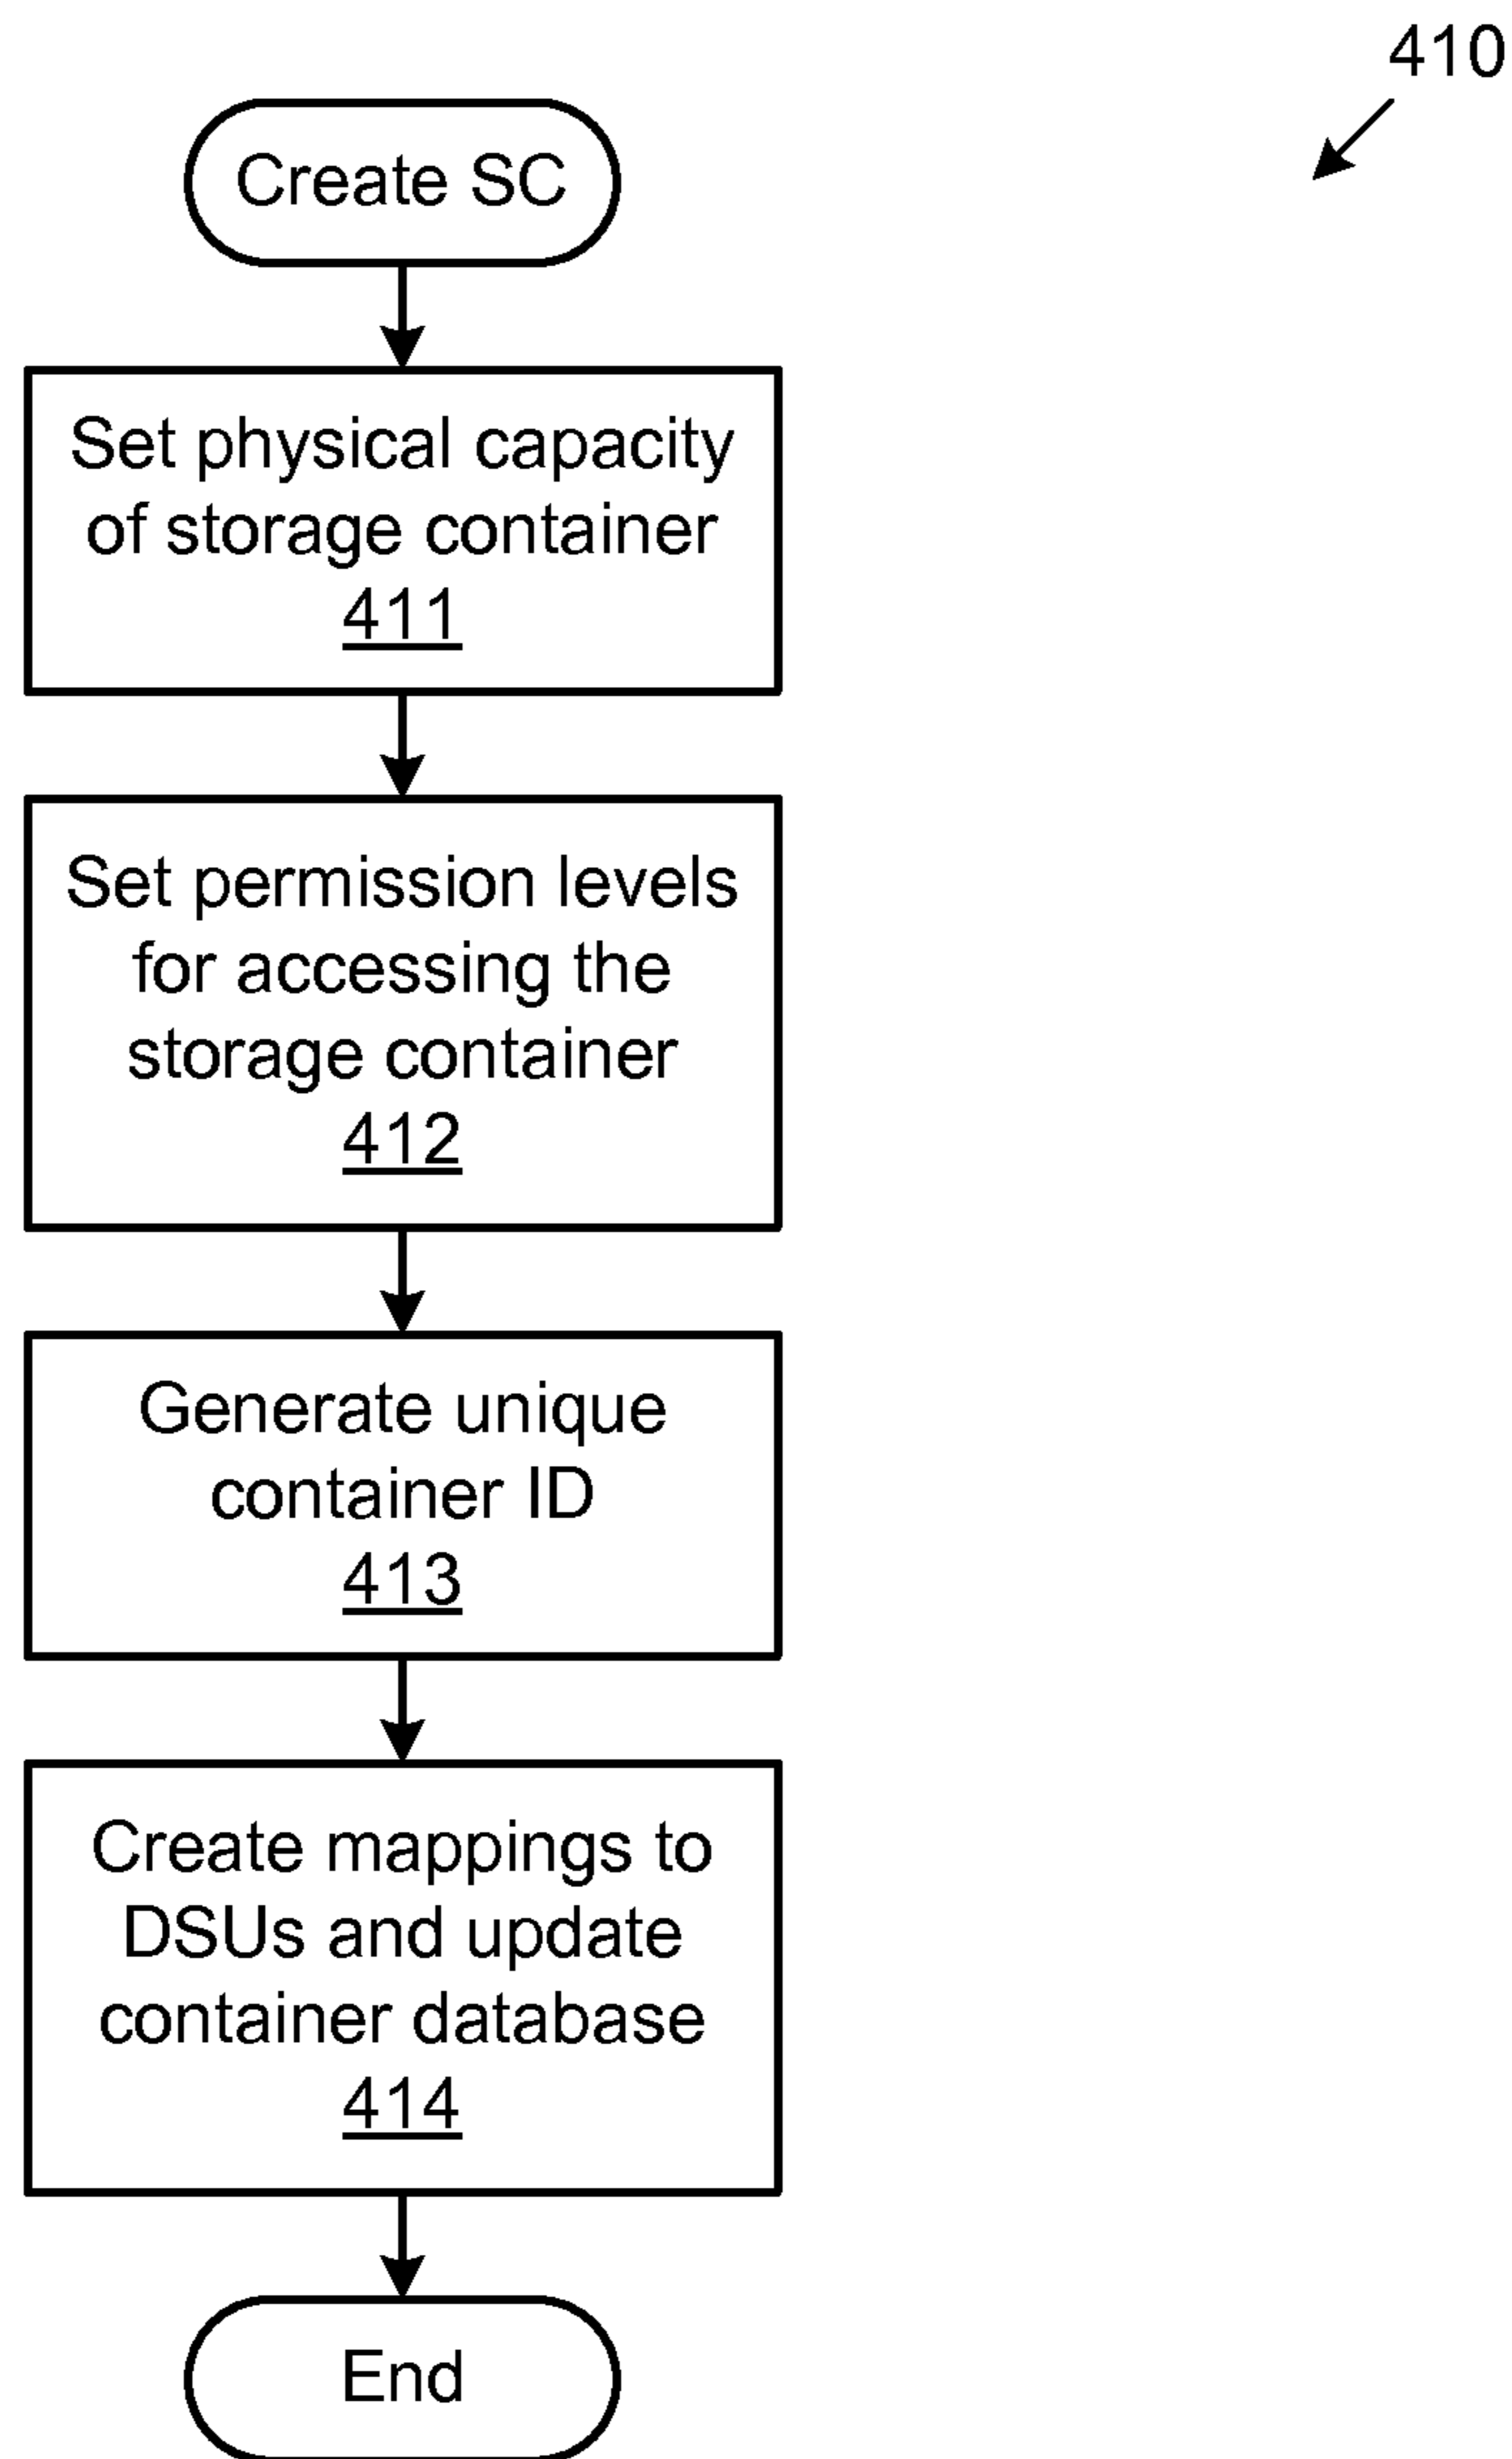 410
Create SC
Set physical capacity
of storage container
411
Set permission levels
for accessing the
storage container
412
Generate unique
container ID
413
Create mappings to
DSUs and update
container database
414
End